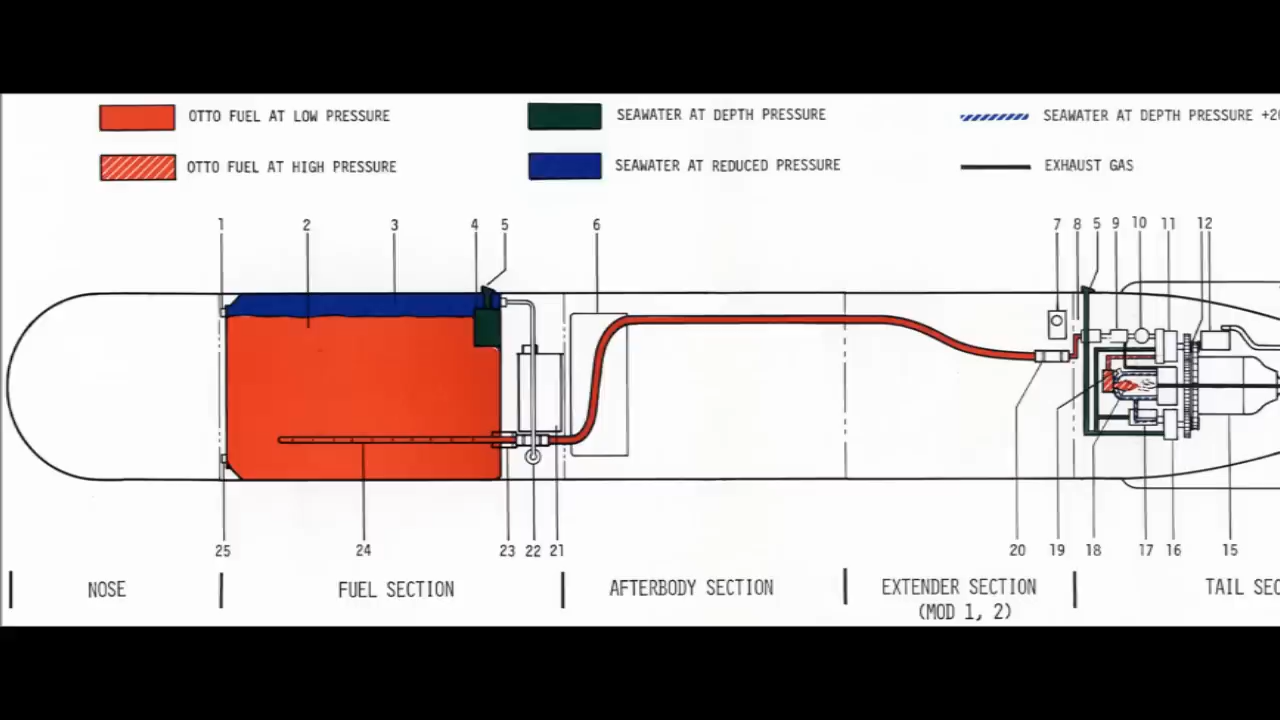 OTTO FUEL AT LOW PRESSURE
SEAWATER AT DEPTH PRESSURE
SEAWATER AT DEPTH PRESSURE +20
OTTO FUEL AT HIGH PRESSURE
SEAWATER AT REDUCED PRESSURE
EXHAUST GAS
1 2 3 4 5 6 7 8 5 9 10 11 12
25 24 23 22 21 20 19 18 17 16 15
NOSE
FUEL SECTION
AFTERBODY SECTION
EXTENDER SECTION
(MOD 1, 2)
TAIL SEC